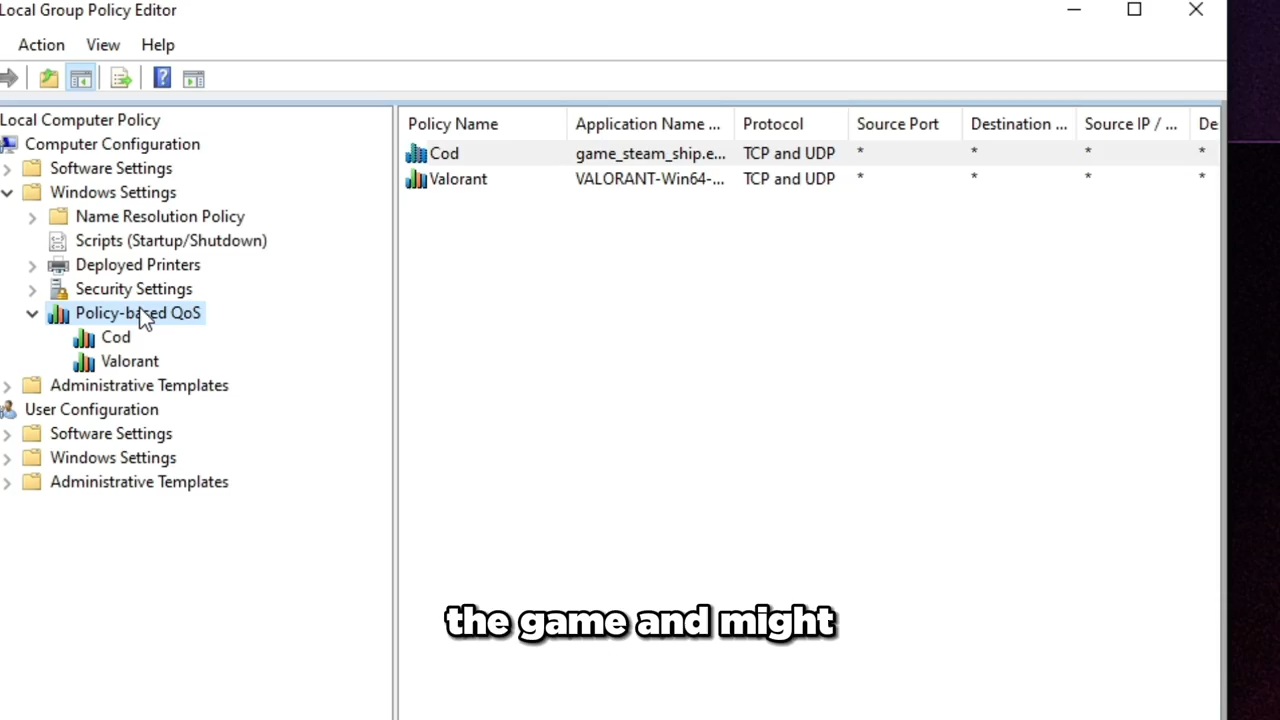 Local Group Policy Editor
Action View Help
Local Computer Policy
Computer Configuration
Software Settings
Windows Settings
Name Resolution Policy
Scripts (Startup/Shutdown)
Deployed Printers
Security Settings
Policy-based QoS
Cod
Valorant
Administrative Templates
User Configuration
Software Settings
Windows Settings
Administrative Templates
Policy Name Application Name ... Protocol Source Port Destination ... Source IP / ... De
Cod game_steam_ship.e... TCP and UDP * * * *
Valorant VALORANT-Win64-... TCP and UDP * * * *
the game and might